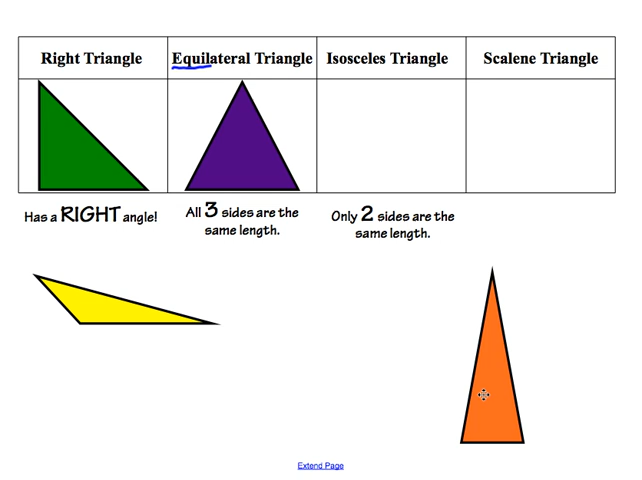 Right Triangle
Equilateral Triangle
Isosceles Triangle
Scalene Triangle
Has a RIGHT angle!
All 3 sides are the
same length.
Only 2 sides are the
same length.
Extend Page